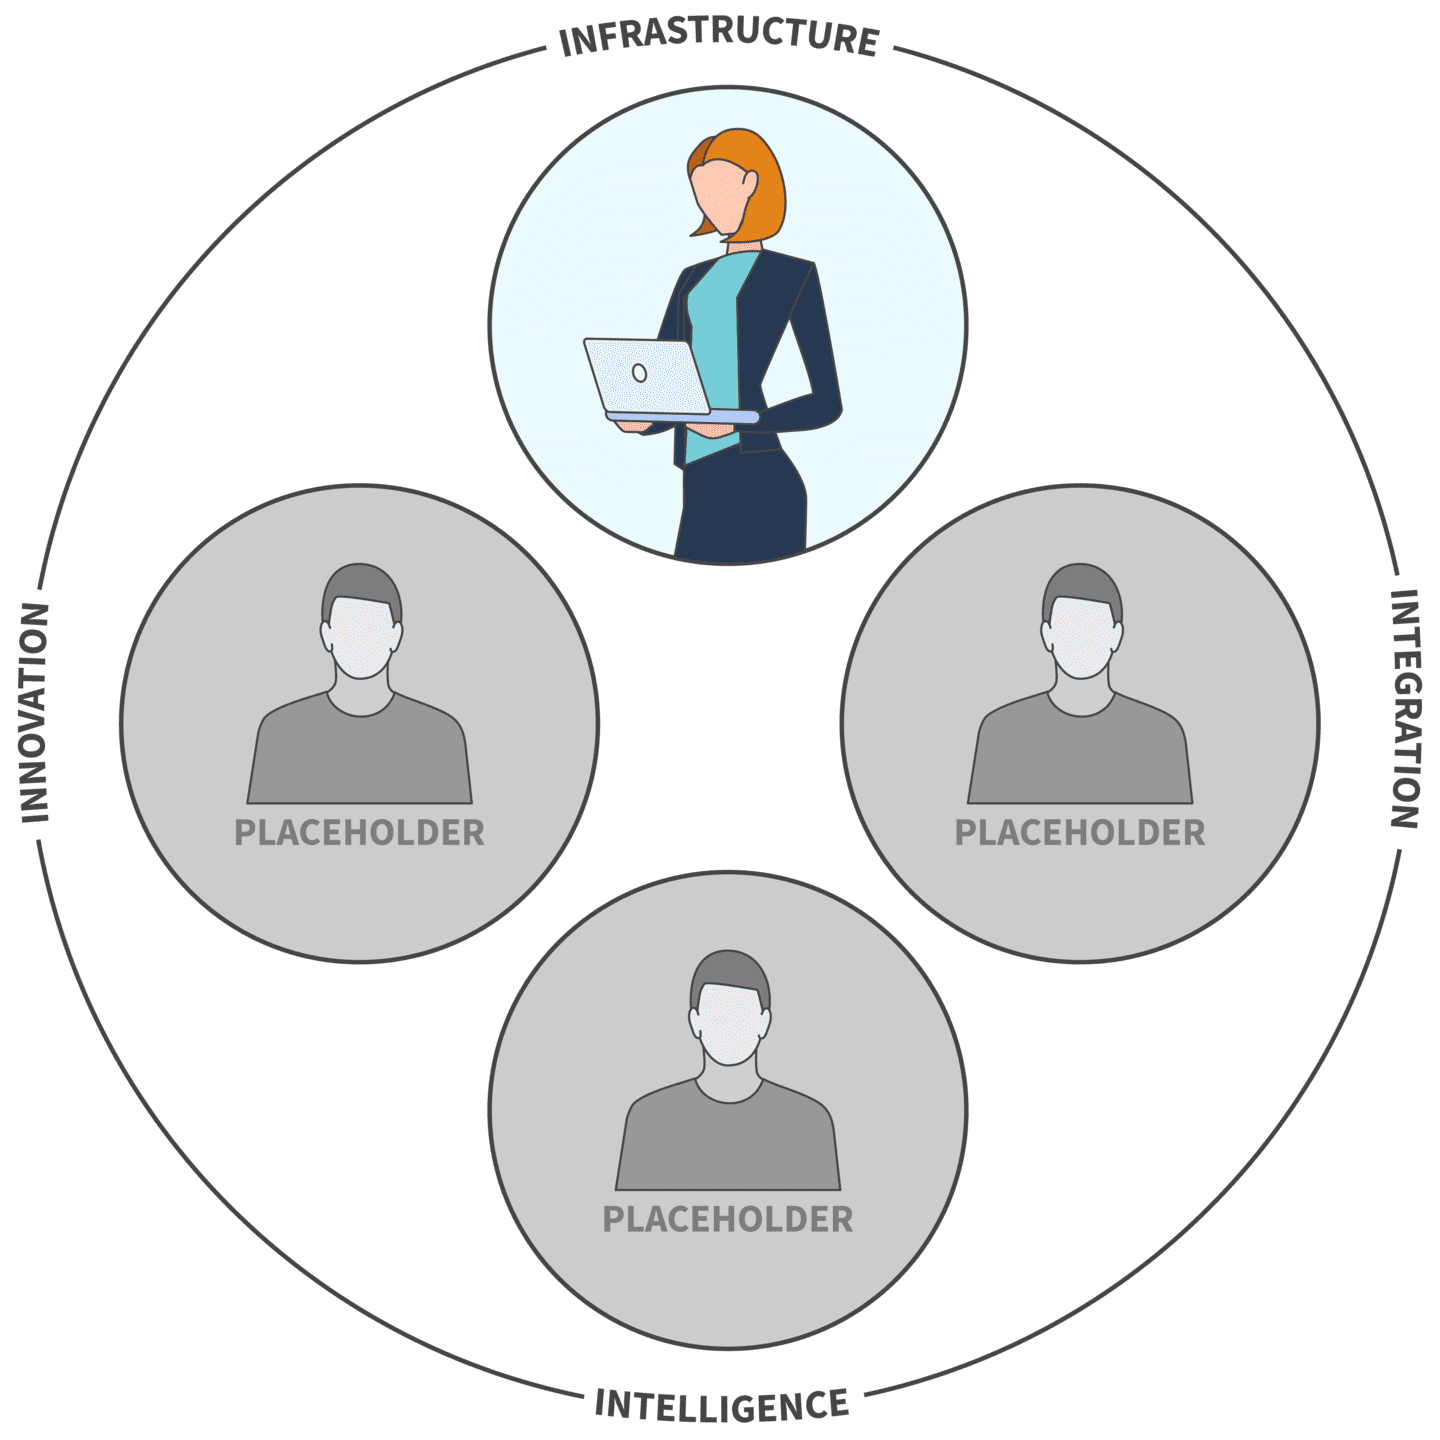 INFRASTRUCTURE
INNOVATION
INTEGRATION
PLACEHOLDER
PLACEHOLDER
PLACEHOLDER
INTELLIGENCE